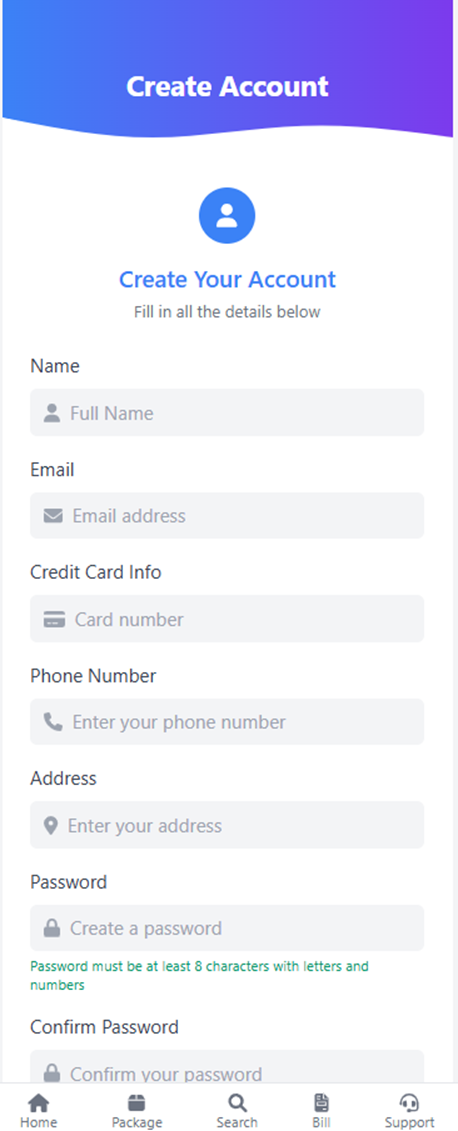 Create Account
Create Your Account
Fill in all the details below
Name
Full Name
Email
Email address
Credit Card Info
Card number
Phone Number
Enter your phone number
Address
Enter your address
Password
Create a password
Password must be at least 8 characters with letters and
numbers
Confirm Password
Confirm your password
Home Package Search Bill Support